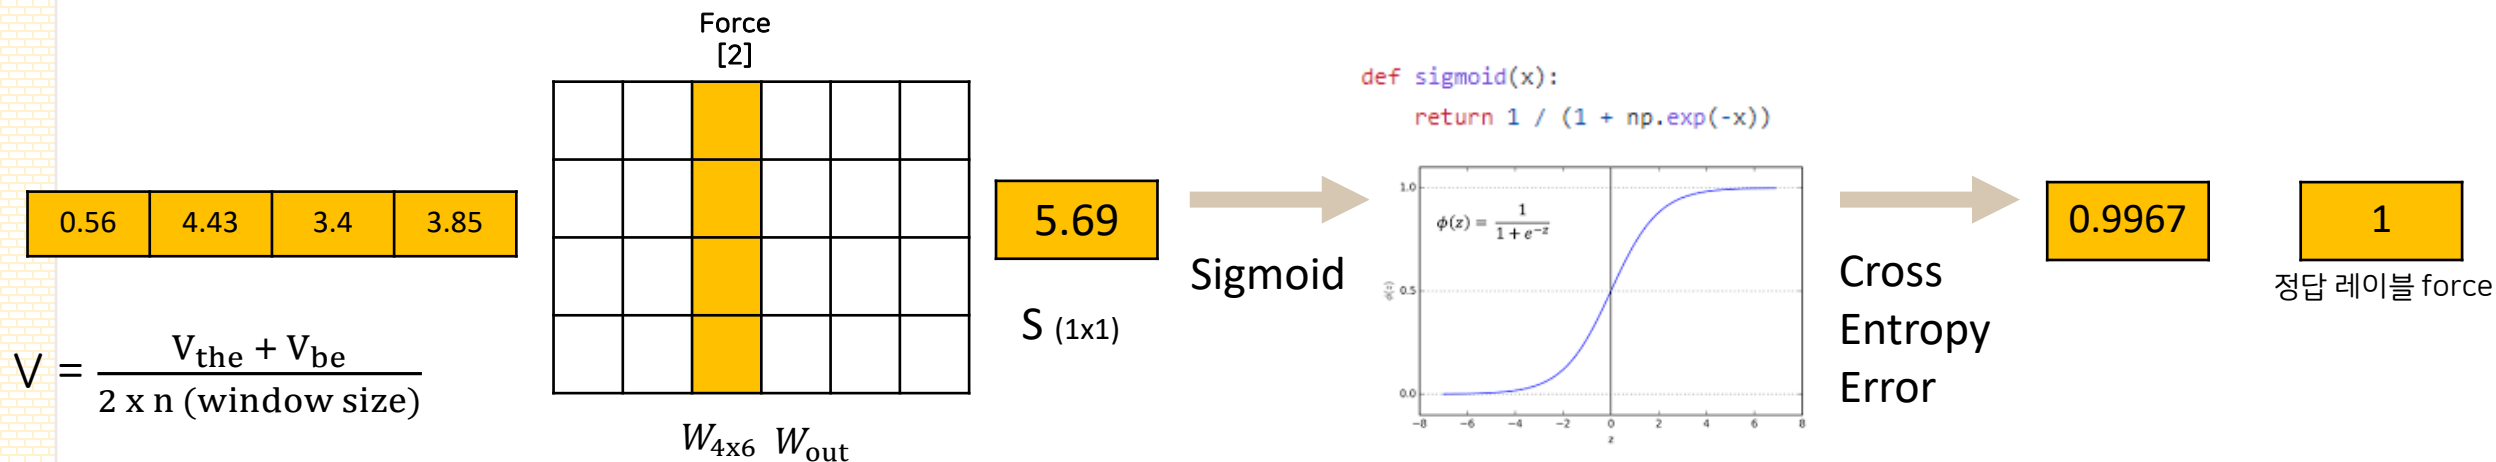 Force
[2]
0.56 4.43 3.4 3.85
V = (V_the + V_be) / (2 x n (window size))
W_4x6 W_out
5.69
S (1x1)
Sigmoid
def sigmoid(x):
return 1 / (1 + np.exp(-x))
1.0
0.5
0.0
ϕ(z) = 1 / (1 + e^-z)
ϕ(z)
-8 -6 -4 -2 0 2 4 6 8
z
Cross
Entropy
Error
0.9967
1
정답 레이블 force